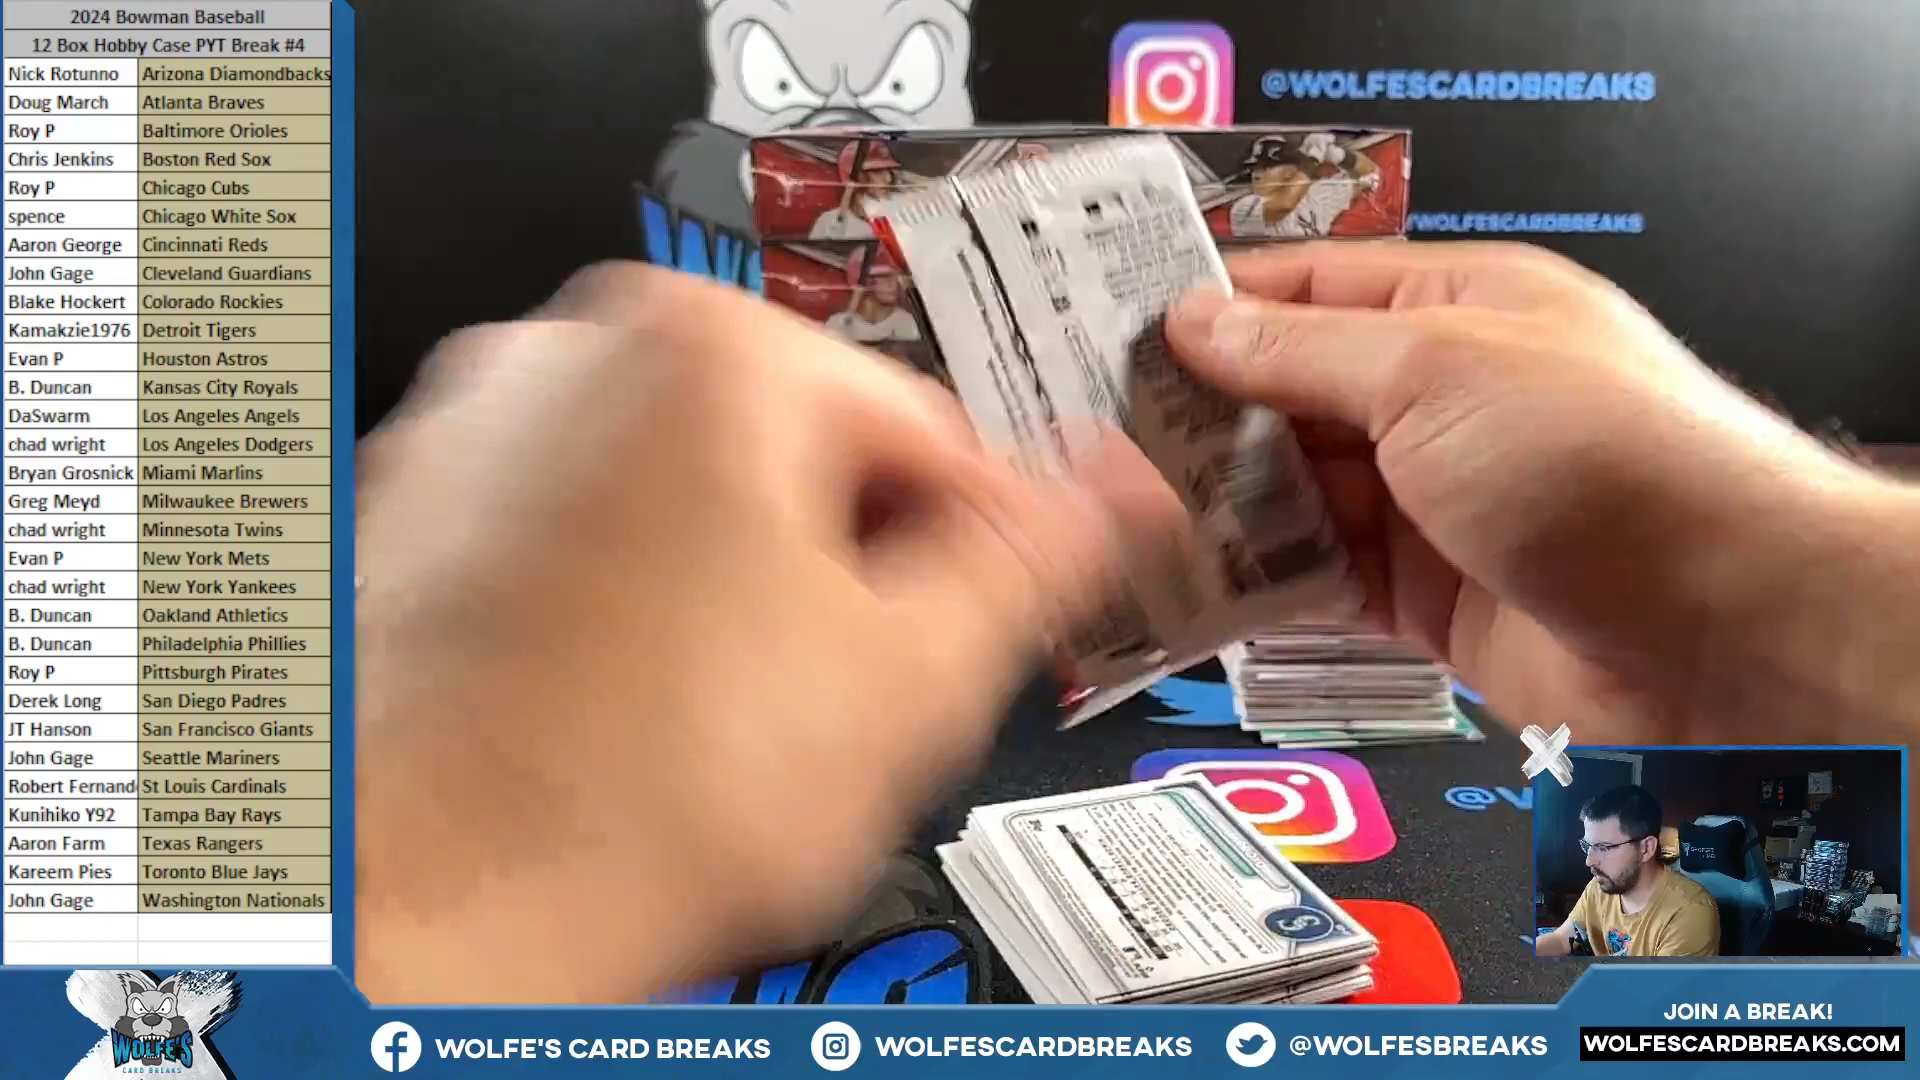 2024 Bowman Baseball
12 Box Hobby Case PYT Break #4
Nick Rotunno Arizona Diamondbacks
Doug March Atlanta Braves
Roy P Baltimore Orioles
Chris Jenkins Boston Red Sox
Roy P Chicago Cubs
spence Chicago White Sox
Aaron George Cincinnati Reds
John Gage Cleveland Guardians
Blake Hockert Colorado Rockies
Kamakzie1976 Detroit Tigers
Evan P Houston Astros
B. Duncan Kansas City Royals
DaSwarm Los Angeles Angels
chad wright Los Angeles Dodgers
Bryan Grosnick Miami Marlins
Greg Meyd Milwaukee Brewers
chad wright Minnesota Twins
Evan P New York Mets
chad wright New York Yankees
B. Duncan Oakland Athletics
B. Duncan Philadelphia Phillies
Roy P Pittsburgh Pirates
Derek Long San Diego Padres
JT Hanson San Francisco Giants
John Gage Seattle Mariners
Robert Fernand St Louis Cardinals
Kunihiko Y92 Tampa Bay Rays
Aaron Farm Texas Rangers
Kareem Pies Toronto Blue Jays
John Gage Washington Nationals
@WOLFESCARDBREAKS
/WOLFESCARDBREAKS
WOLFE'S
CARD BREAKS
WOLFE'S CARD BREAKS
WOLFESCARDBREAKS
@WOLFESBREAKS
JOIN A BREAK!
WOLFESCARDBREAKS.COM